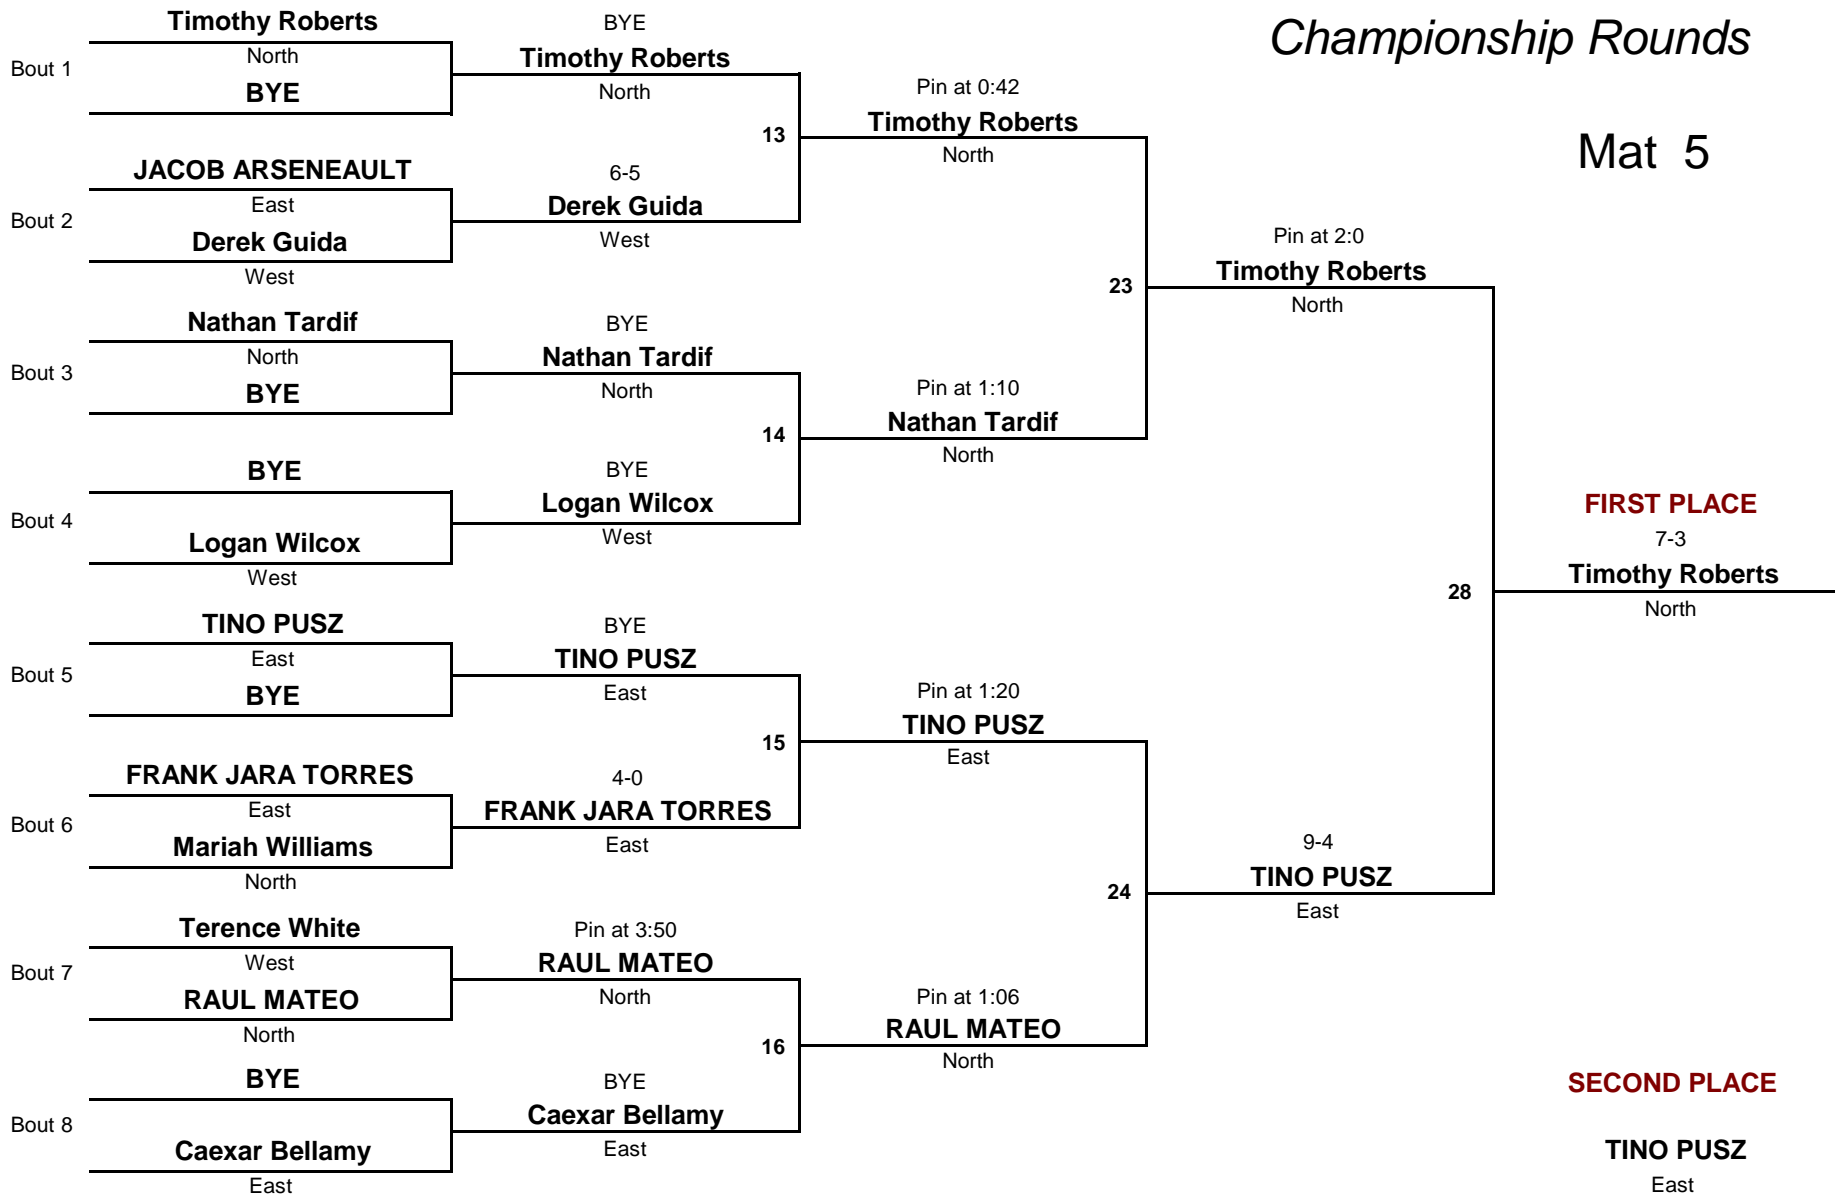 Championship Rounds
Mat 5
Timothy Roberts
North
Bout 1
BYE
JACOB ARSENEAULT
East
Bout 2
Derek Guida
West
Nathan Tardif
North
Bout 3
BYE
BYE
Bout 4
Logan Wilcox
West
TINO PUSZ
East
Bout 5
BYE
FRANK JARA TORRES
East
Bout 6
Mariah Williams
North
Terence White
West
Bout 7
RAUL MATEO
North
BYE
Bout 8
Caexar Bellamy
East
BYE
Timothy Roberts
North
13
6-5
Derek Guida
West
BYE
Nathan Tardif
North
14
BYE
Logan Wilcox
West
BYE
TINO PUSZ
East
15
4-0
FRANK JARA TORRES
East
Pin at 3:50
RAUL MATEO
North
16
BYE
Caexar Bellamy
East
Pin at 0:42
Timothy Roberts
North
23
Pin at 1:10
Nathan Tardif
North
Pin at 1:20
TINO PUSZ
East
24
Pin at 1:06
RAUL MATEO
North
Pin at 2:0
Timothy Roberts
North
28
9-4
TINO PUSZ
East
FIRST PLACE
7-3
Timothy Roberts
North
SECOND PLACE
TINO PUSZ
East